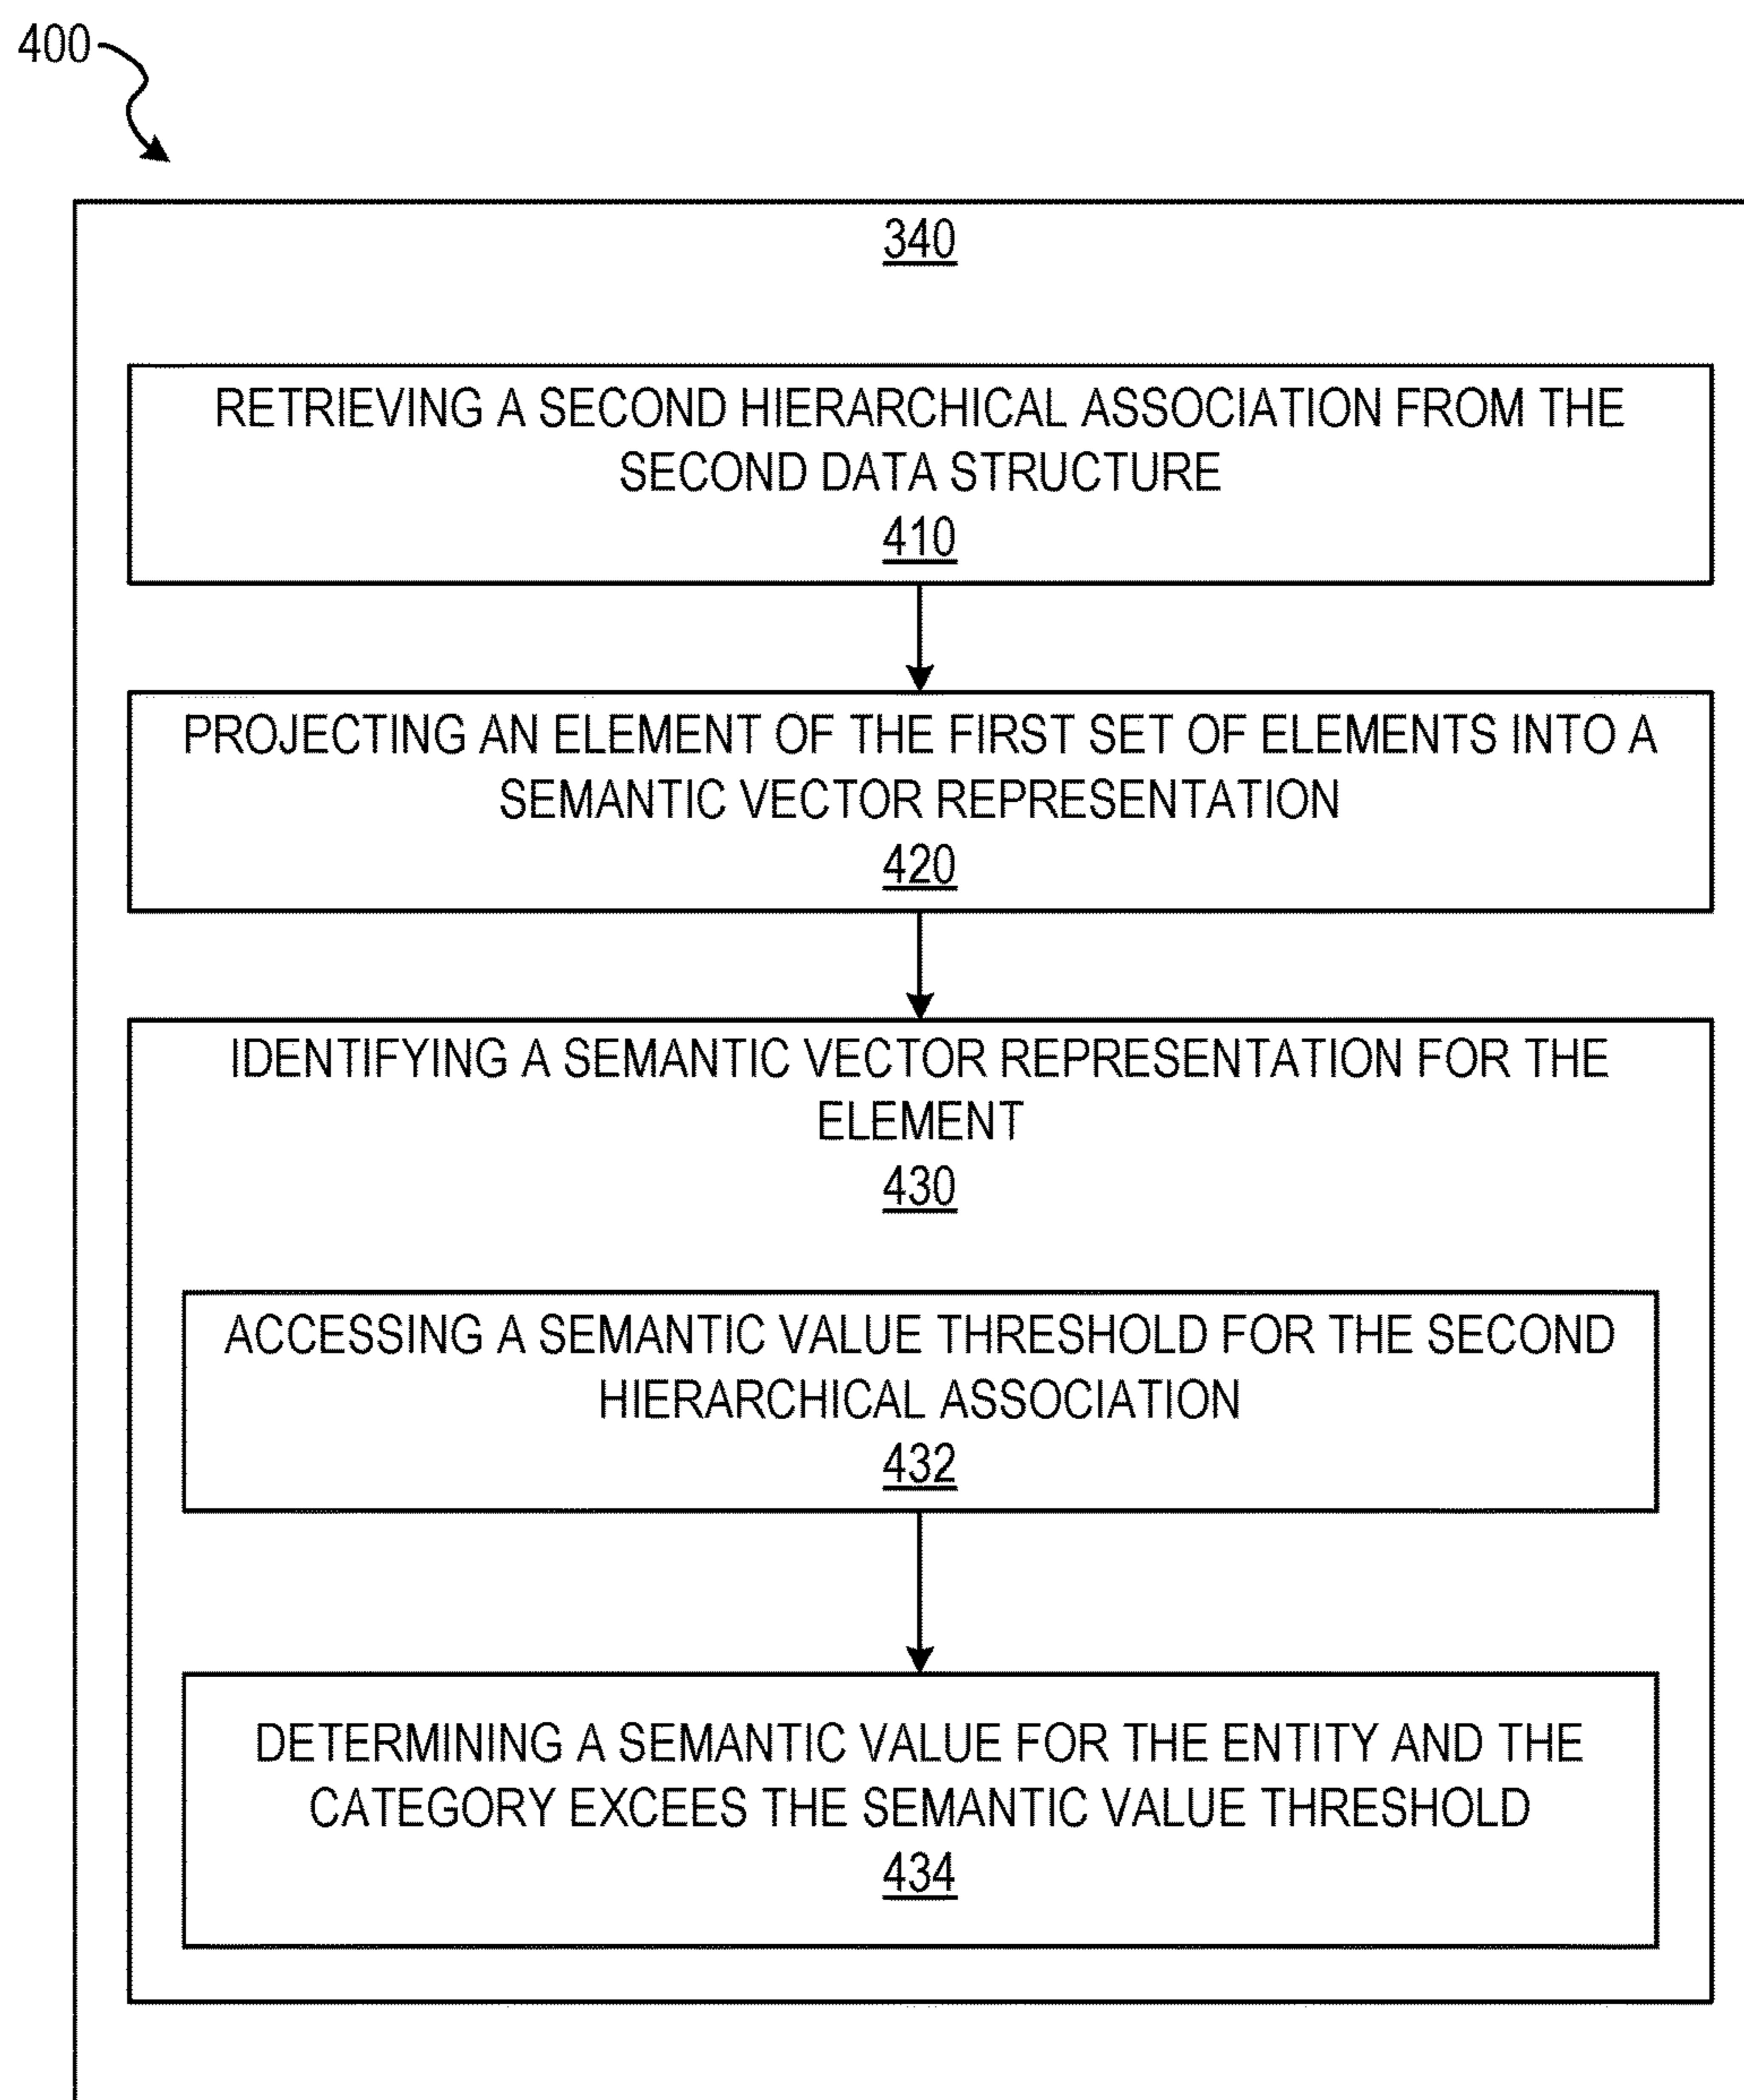 400
340
RETRIEVING A SECOND HIERARCHICAL ASSOCIATION FROM THE
SECOND DATA STRUCTURE
410
PROJECTING AN ELEMENT OF THE FIRST SET OF ELEMENTS INTO A
SEMANTIC VECTOR REPRESENTATION
420
IDENTIFYING A SEMANTIC VECTOR REPRESENTATION FOR THE
ELEMENT
430
ACCESSING A SEMANTIC VALUE THRESHOLD FOR THE SECOND
HIERARCHICAL ASSOCIATION
432
DETERMINING A SEMANTIC VALUE FOR THE ENTITY AND THE
CATEGORY EXCEES THE SEMANTIC VALUE THRESHOLD
434